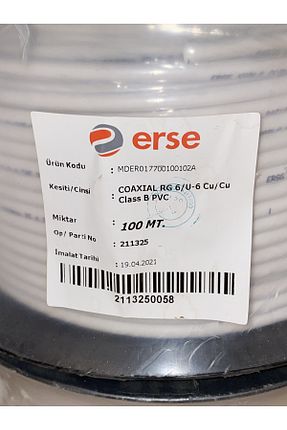 erse
Ürün Kodu : MDER017700100102A
Kesiti/Cinsi : COAXIAL RG 6/U-6 Cu/Cu
Class B PVC
Miktar : 100 MT.
Op/ Parti No : 211325
İmalat Tarihi : 19.04.2021
2113250058